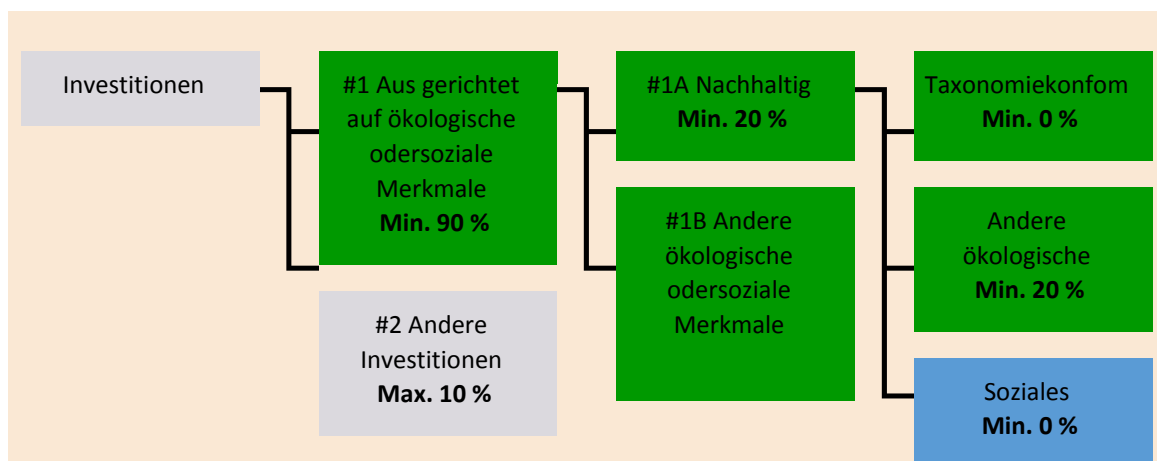 Investitionen
#1 Aus gerichtet
auf ökologische
odersoziale
Merkmale
Min. 90 %
#2 Andere
Investitionen
Max. 10 %
#1A Nachhaltig
Min. 20 %
#1B Andere
ökologische
odersoziale
Merkmale
Taxonomiekonfom
Min. 0 %
Andere
ökologische
Min. 20 %
Soziales
Min. 0 %